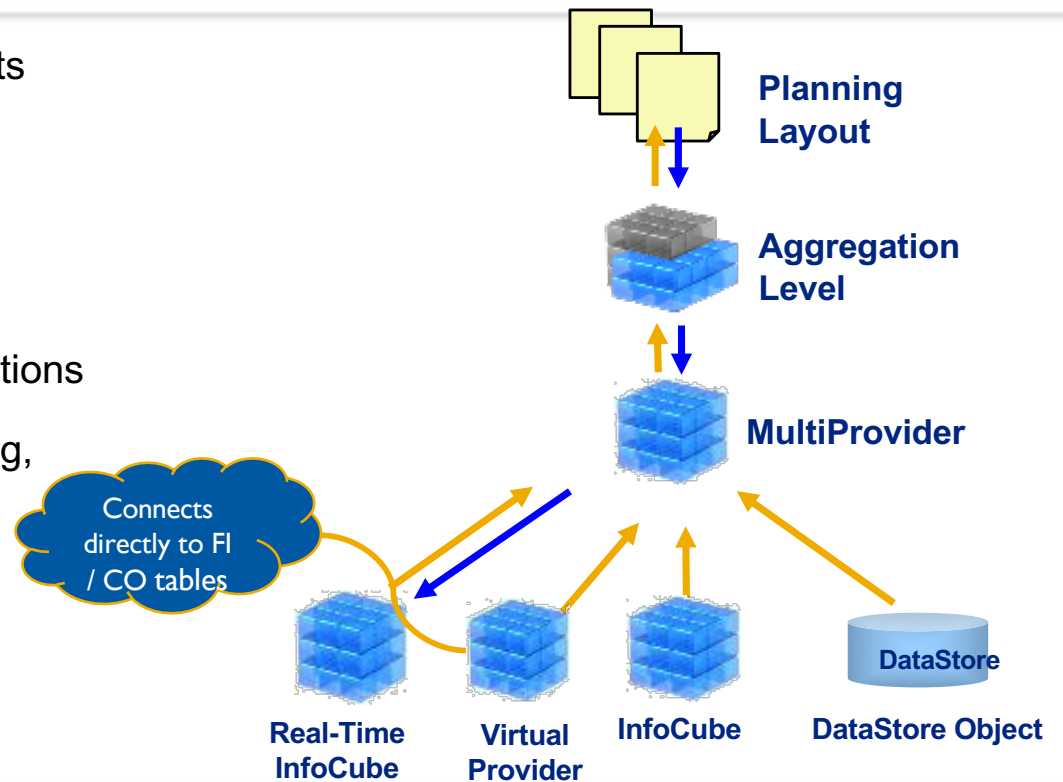 ts
Planning
Layout
Aggregation
Level
tions
MultiProvider
g,
Connects
directly to FI
/ CO tables
DataStore
Real-Time
InfoCube
Virtual
Provider
InfoCube
DataStore Object